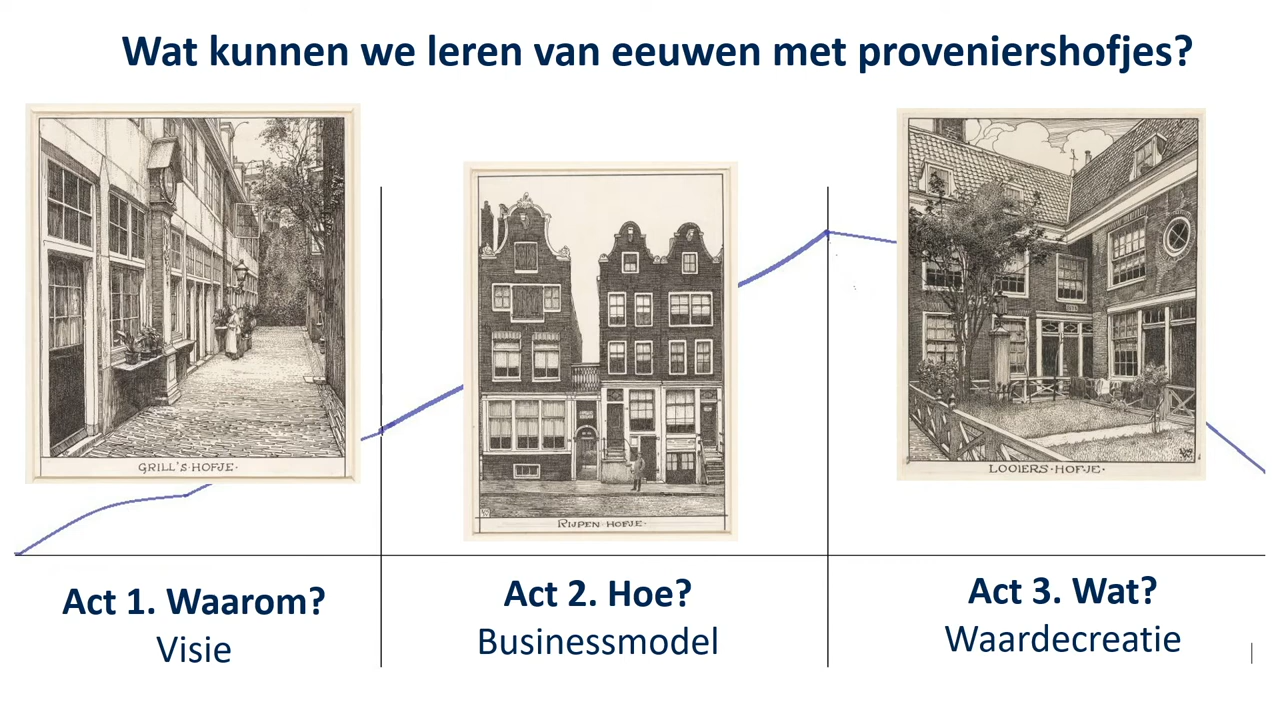 Wat kunnen we leren van eeuwen met proveniershofjes?
GRILL'S·HOFJE·
RIJPEN·HOFJE·
LOOIERS·HOFJE·
Act 1. Waarom?
Visie
Act 2. Hoe?
Businessmodel
Act 3. Wat?
Waardecreatie